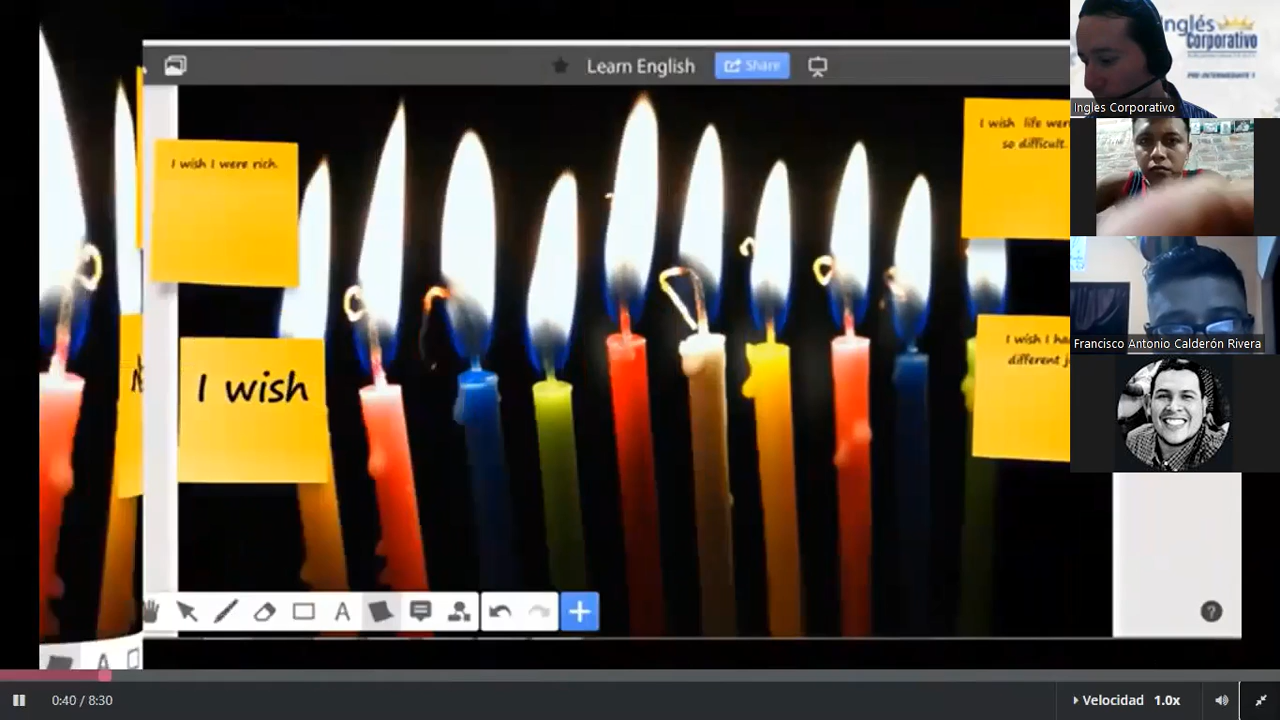 Learn English
Share
I wish I were rich.
I wish
I wish life
so difficult.
I wish I
different
Inglés
Corporativo
PRE-INTERMEDIATE 1
Ingles Corporativo
Francisco Antonio Calderón Rivera
A
A
?
0:40 / 8:30
Velocidad 1.0x